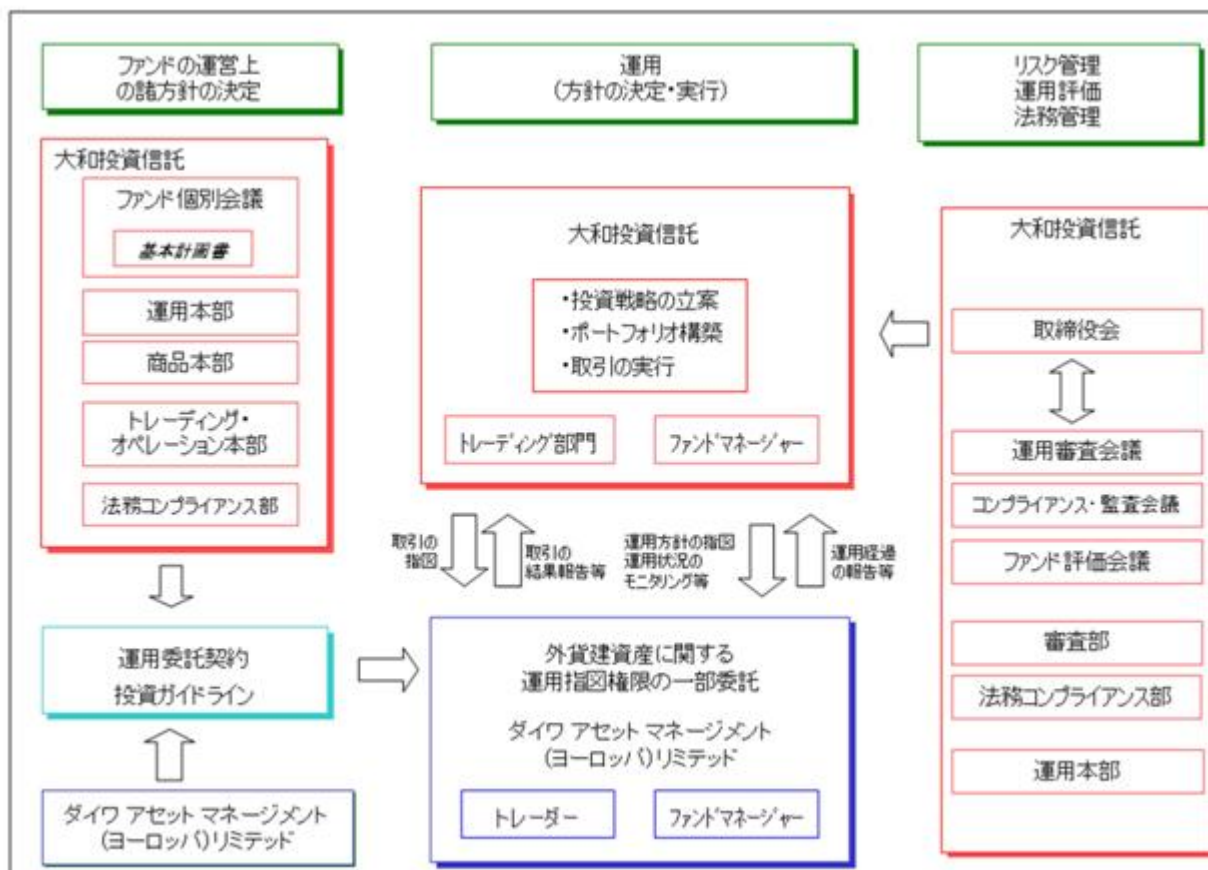 ファンドの運営上
の諸方針の決定
運用
(方針の決定・実行)
リスク管理
運用評価
法務管理
大和投資信託
ファンド個別会議
基本計画書
運用本部
商品本部
トレーディング・
オペレーション本部
法務コンプライアンス部
大和投資信託
・投資戦略の立案
・ポートフォリオ構築
・取引の実行
トレーディング部門
ファンドマネージャー
大和投資信託
取締役会
運用審査会議
コンプライアンス・監査会議
ファンド評価会議
審査部
法務コンプライアンス部
運用本部
取引の
指図
取引の
結果報告等
運用方針の指図
運用状況の
モニタリング等
運用経過
の報告等
運用委託契約
投資ガイドライン
外貨建資産に関する
運用指図権限の一部委託
ダイワ アセット マネージメント
(ヨーロッパ)リミテッド
トレーダー
ファンドマネージャー
ダイワ アセット マネージメント
(ヨーロッパ)リミテッド